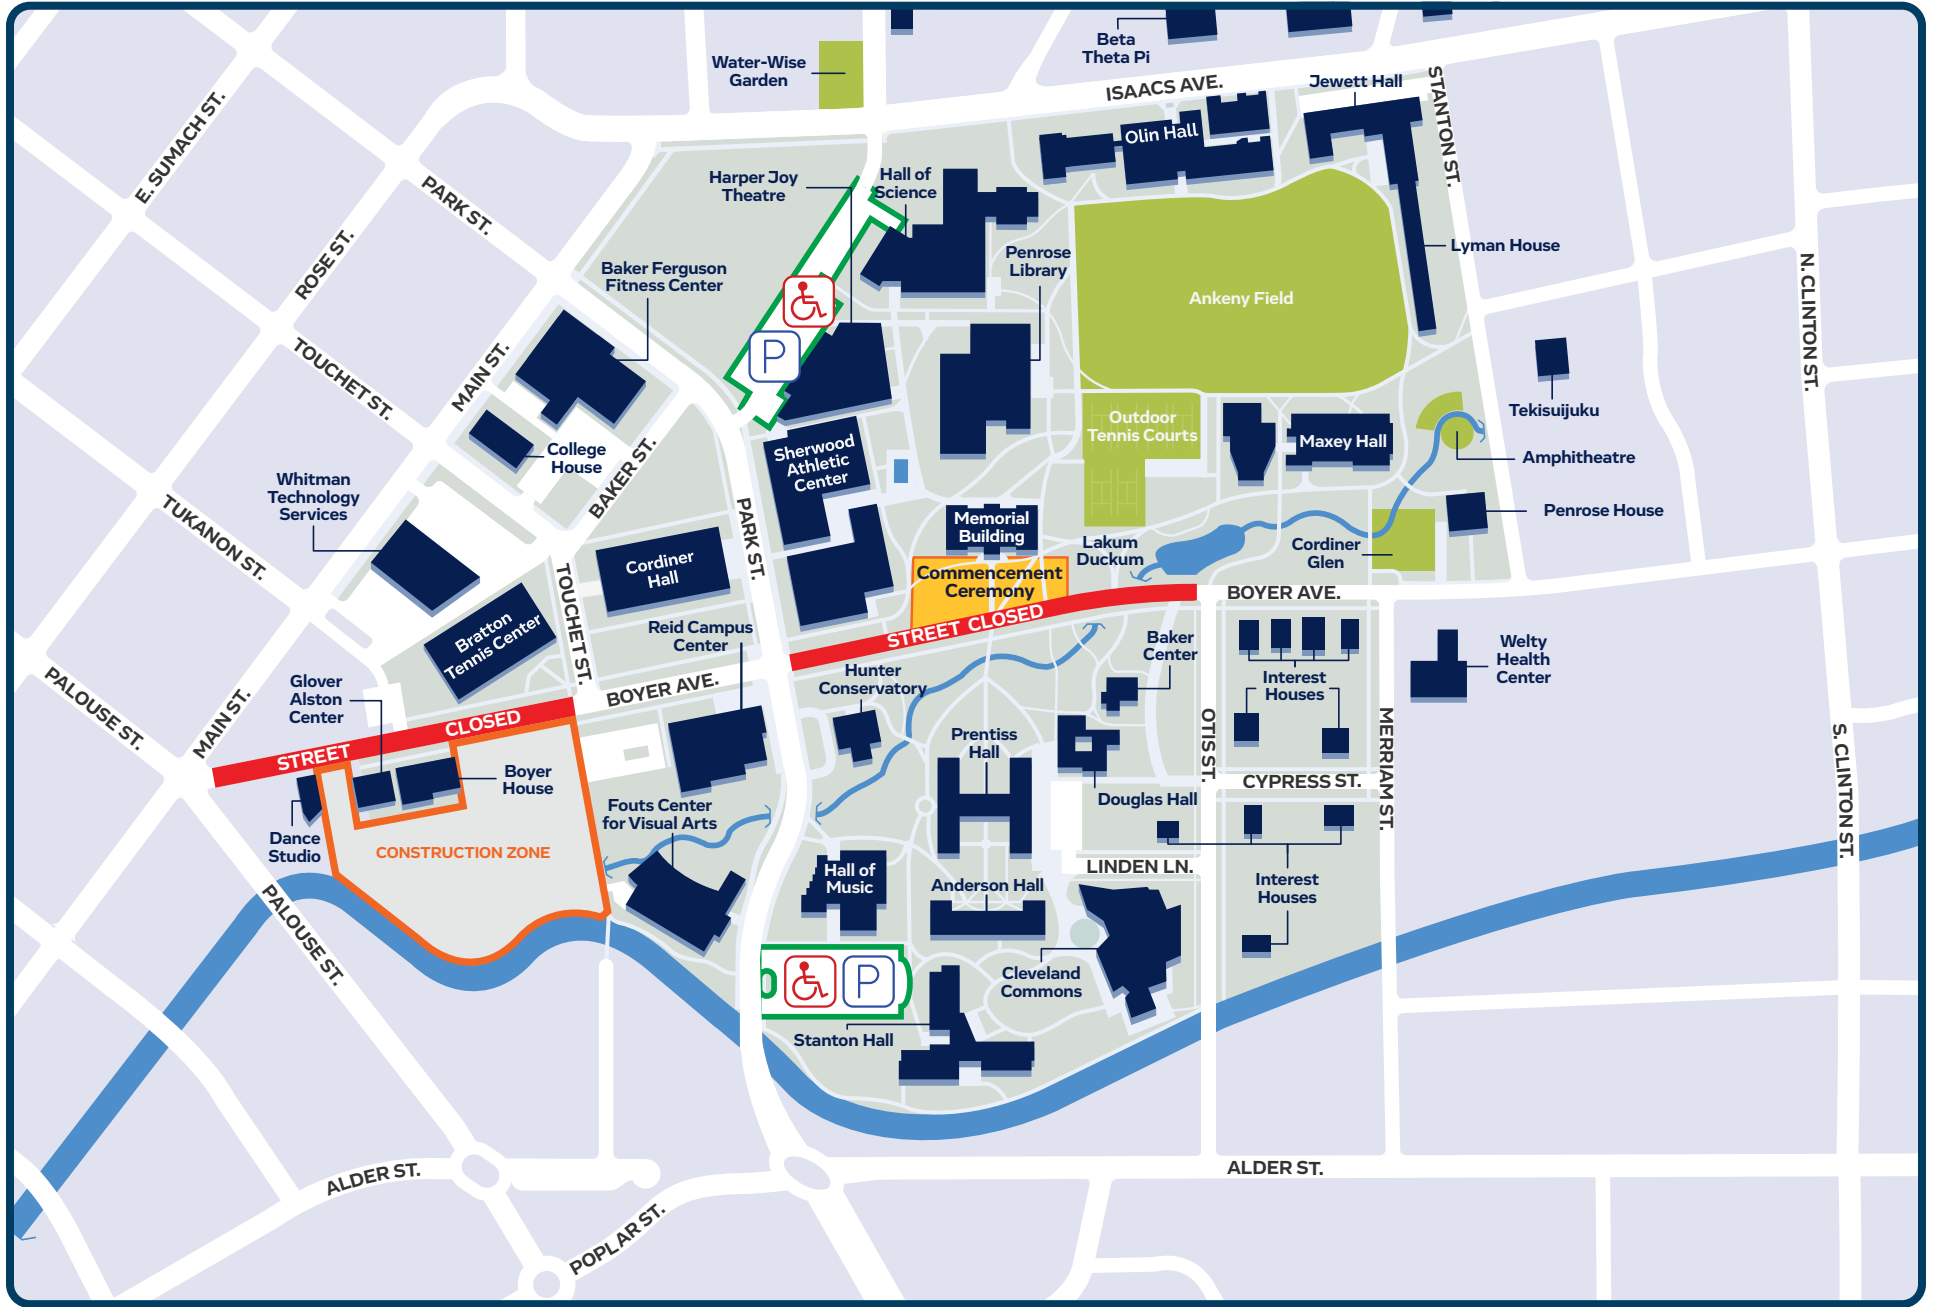 Beta
Theta Pi
Water-Wise
Garden
ISAACS AVE.
Jewett Hall
STANTON ST.
E. SUMACH ST.
PARK ST.
Olin Hall
Harper Joy
Theatre
Hall of
Science
ROSE ST.
Lyman House
Penrose
Library
Baker Ferguson
Fitness Center
Ankeny Field
N. CLINTON ST.
P
TOUCHET ST.
MAIN ST.
Tekisuijuku
Outdoor
Tennis Courts
Maxey Hall
Sherwood
Athletic
Center
College
House
Amphitheatre
BAKER ST.
Whitman
Technology
Services
TUKANON ST.
PARK ST.
Memorial
Building
Penrose House
Lakum
Duckum
Cordiner
Glen
Cordiner
Hall
TOUCHET ST.
Commencement
Ceremony
BOYER AVE.
Bratton
Tennis Center
STREET CLOSED
Reid Campus
Center
Baker
Center
Welty
Health
Center
Interest
Houses
Hunter
Conservatory
BOYER AVE.
Glover
Alston
Center
PALOUSE ST.
MAIN ST.
STREET CLOSED
OTIS ST.
MERRIAM ST.
S. CLINTON ST.
Prentiss
Hall
Boyer
House
CYPRESS ST.
Douglas Hall
Fouts Center
for Visual Arts
Dance
Studio
CONSTRUCTION ZONE
LINDEN LN.
Hall of
Music
Anderson Hall
Interest
Houses
PALOUSE ST.
P
Cleveland
Commons
Stanton Hall
ALDER ST.
ALDER ST.
POPLAR ST.